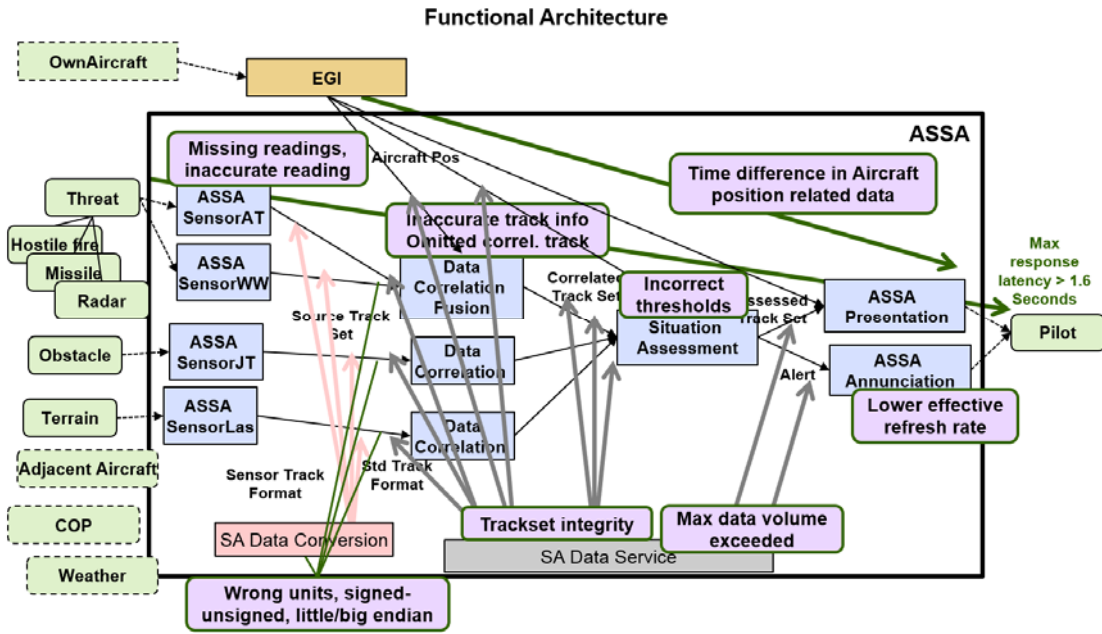 Functional Architecture
OwnAircraft
EGI
ASSA
Missing readings,
inaccurate reading
Aircraft Pos
Time difference in Aircraft
position related data
Threat
ASSA
SensorAT
Inaccurate track info
Omitted correl. track
Hostile fire
Missile
Radar
ASSA
SensorWW
Data
Correlation
Fusion
Correlated
Track Set
Incorrect
thresholds
Assessed
Track Set
ASSA
Presentation
Max
response
latency > 1.6
Seconds
Source Track
Set
Situation
Assessment
Pilot
Obstacle
ASSA
SensorJT
Data
Correlation
Alert
ASSA
Annunciation
Terrain
ASSA
SensorLas
Data
Correlation
Lower effective
refresh rate
Adjacent Aircraft
Sensor Track
Format
Std Track
Format
COP
SA Data Conversion
Trackset integrity
Max data volume
exceeded
SA Data Service
Weather
Wrong units, signed-
unsigned, little/big endian